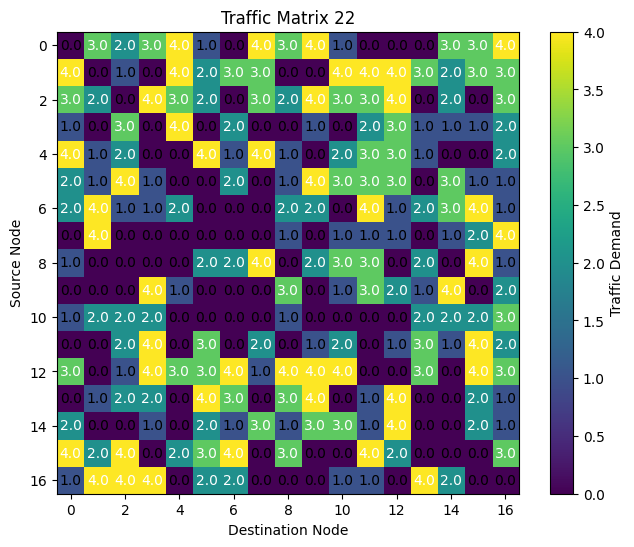 Traffic Matrix 22
0 0.0 3.0 2.0 3.0 4.0 1.0 0.0 4.0 3.0 4.0 1.0 0.0 0.0 0.0 3.0 3.0 4.0 4.0
4.0 0.0 1.0 0.0 4.0 2.0 3.0 3.0 0.0 0.0 4.0 4.0 4.0 3.0 2.0 3.0 3.0 3.5
2 3.0 2.0 0.0 4.0 3.0 2.0 0.0 3.0 2.0 4.0 3.0 3.0 4.0 0.0 2.0 0.0 3.0
1.0 0.0 3.0 0.0 4.0 0.0 2.0 0.0 0.0 1.0 0.0 2.0 3.0 1.0 1.0 1.0 2.0 3.0
4 4.0 1.0 2.0 0.0 0.0 4.0 1.0 4.0 1.0 0.0 2.0 3.0 3.0 1.0 0.0 0.0 2.0
2.0 1.0 4.0 1.0 0.0 0.0 2.0 0.0 1.0 4.0 3.0 3.0 3.0 0.0 3.0 1.0 1.0 2.5
6 2.0 4.0 1.0 1.0 2.0 0.0 0.0 0.0 2.0 2.0 0.0 4.0 1.0 2.0 3.0 4.0 1.0
0.0 4.0 0.0 0.0 0.0 0.0 0.0 0.0 1.0 0.0 1.0 1.0 1.0 0.0 1.0 2.0 4.0
8 1.0 0.0 0.0 0.0 0.0 2.0 2.0 4.0 0.0 2.0 3.0 3.0 0.0 2.0 0.0 4.0 1.0 2.0
0.0 0.0 0.0 4.0 1.0 0.0 0.0 0.0 3.0 0.0 1.0 3.0 2.0 1.0 4.0 0.0 2.0
10 1.0 2.0 2.0 2.0 0.0 0.0 0.0 0.0 1.0 0.0 0.0 0.0 0.0 2.0 2.0 2.0 3.0 1.5
0.0 0.0 2.0 4.0 0.0 3.0 0.0 2.0 0.0 1.0 2.0 0.0 1.0 3.0 1.0 4.0 2.0
12 3.0 0.0 1.0 4.0 3.0 3.0 4.0 1.0 4.0 4.0 4.0 0.0 0.0 3.0 0.0 4.0 3.0 1.0
0.0 1.0 2.0 2.0 0.0 4.0 3.0 0.0 3.0 4.0 0.0 1.0 4.0 0.0 0.0 2.0 1.0
14 2.0 0.0 0.0 1.0 0.0 2.0 1.0 3.0 1.0 3.0 3.0 1.0 4.0 0.0 0.0 2.0 1.0 0.5
4.0 2.0 4.0 0.0 2.0 3.0 4.0 0.0 3.0 0.0 0.0 4.0 2.0 0.0 0.0 0.0 3.0
16 1.0 4.0 4.0 4.0 0.0 2.0 2.0 0.0 0.0 0.0 1.0 1.0 0.0 4.0 2.0 0.0 0.0 0.0
0 2 4 6 8 10 12 14 16
Destination Node
Source Node
Traffic Demand